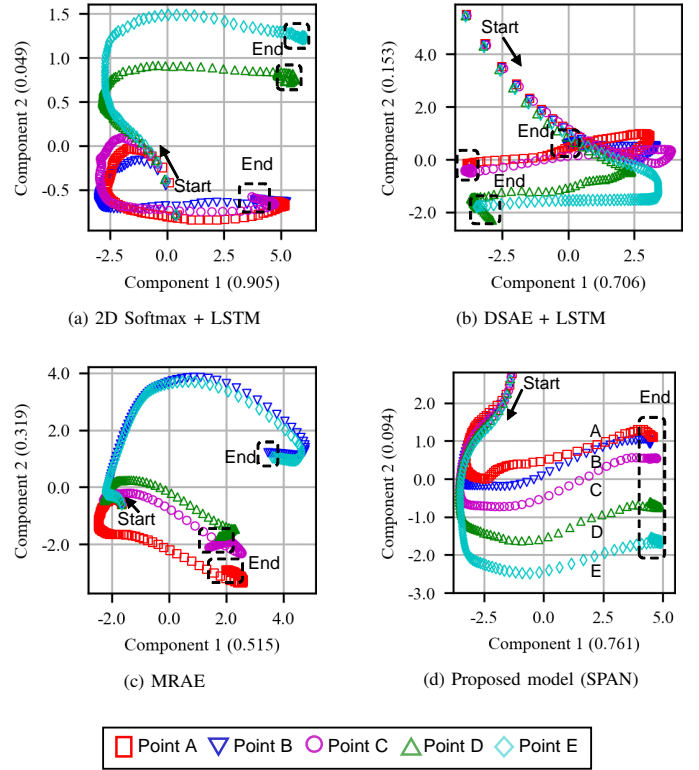 1.5
1.0
0.5
0.0
-0.5
Component 2 (0.049)
End
Start
End
-2.5 0.0 2.5 5.0
Component 1 (0.905)
(a) 2D Softmax + LSTM
4.0
2.0
0.0
-2.0
Component 2 (0.153)
Start
End
End
-2.5 0.0 2.5
Component 1 (0.706)
(b) DSAE + LSTM
4.0
2.0
0.0
-2.0
Component 2 (0.319)
End
Start
End
-2.0 0.0 2.0 4.0
Component 1 (0.515)
(c) MRAE
2.0
1.0
0.0
-1.0
-2.0
-3.0
Component 2 (0.094)
Start
End
A
B
C
D
E
-2.5 0.0 2.5 5.0
Component 1 (0.761)
(d) Proposed model (SPAN)
Point A Point B Point C Point D Point E